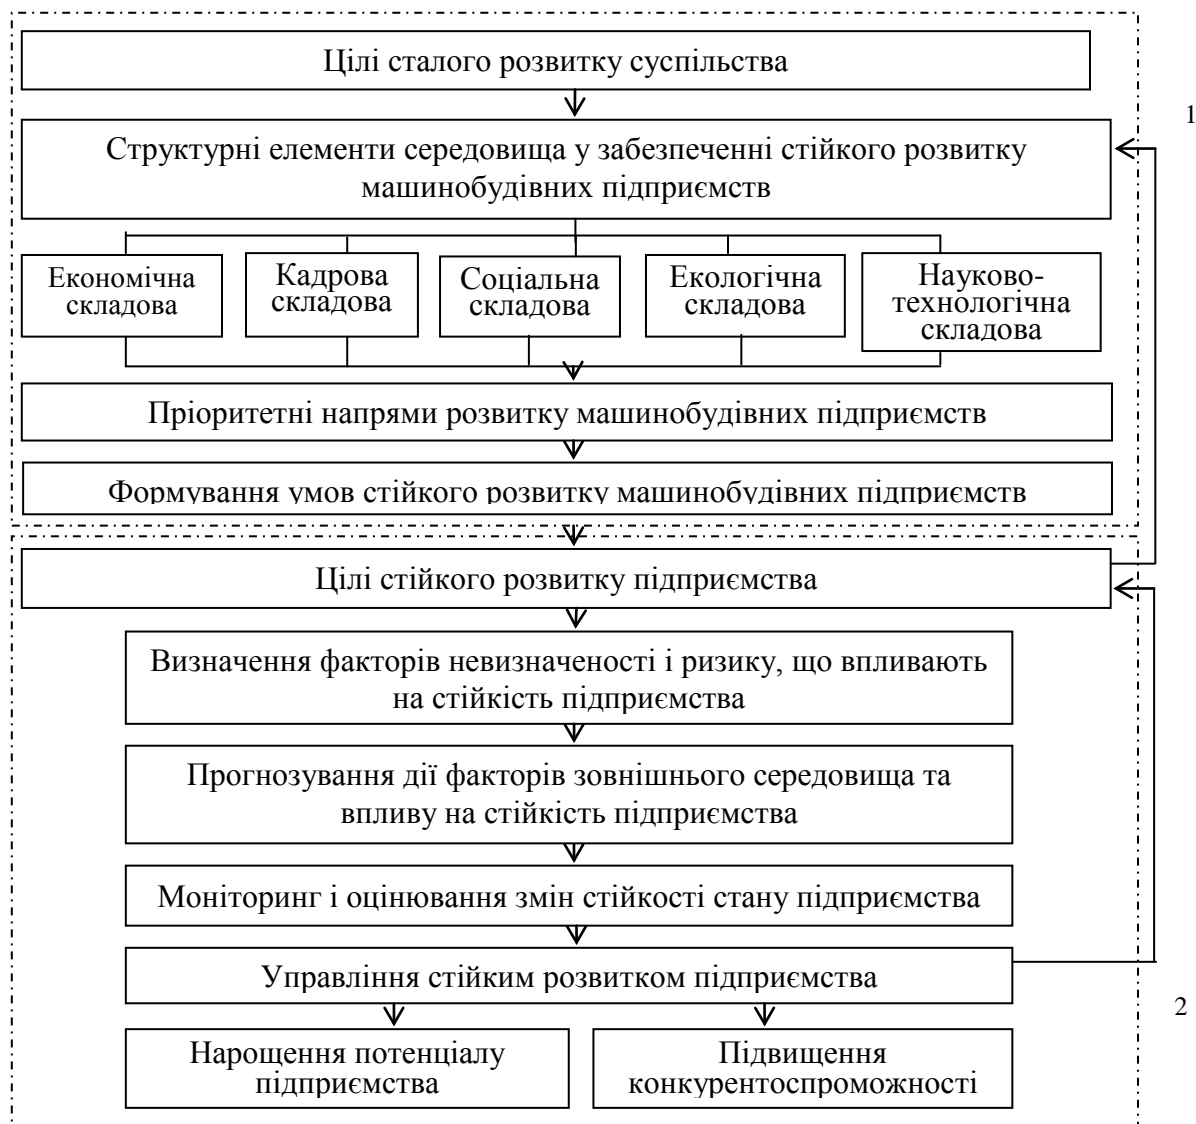 Цілі сталого розвитку суспільства
1
Структурні елементи середовища у забезпеченні стійкого розвитку
машинобудівних підприємств
Економічна
складова
Кадрова
складова
Соціальна
складова
Екологічна
складова
Науково-
технологічна
складова
Пріоритетні напрями розвитку машинобудівних підприємств
Формування умов стійкого розвитку машинобудівних підприємств
Цілі стійкого розвитку підприємства
Визначення факторів невизначеності і ризику, що впливають
на стійкість підприємства
Прогнозування дії факторів зовнішнього середовища та
впливу на стійкість підприємства
Моніторинг і оцінювання змін стійкості стану підприємства
Управління стійким розвитком підприємства
2
Нарощення потенціалу
підприємства
Підвищення
конкурентоспроможності